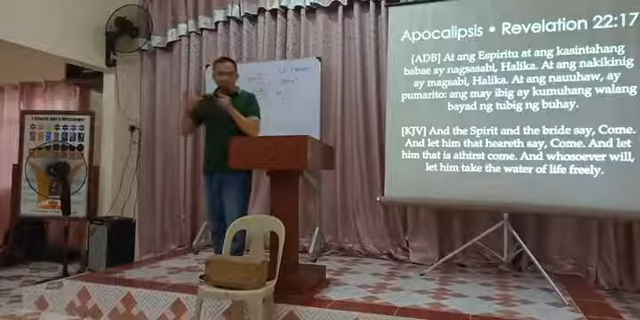 Apocalipsis • Revelation 22:17
[ADB] At ang Espiritu at ang kasintahang
babae ay nagsasabi, Halika. At ang nakikinig
ay magsabi, Halika. At ang nauuhaw, ay
pumarito: ang may ibig ay kumuhang walang
bayad ng tubig ng buhay.
[KJV] And the Spirit and the bride say, Come.
And let him that heareth say, Come. And let
him that is athirst come. And whosoever will,
let him take the water of life freely.